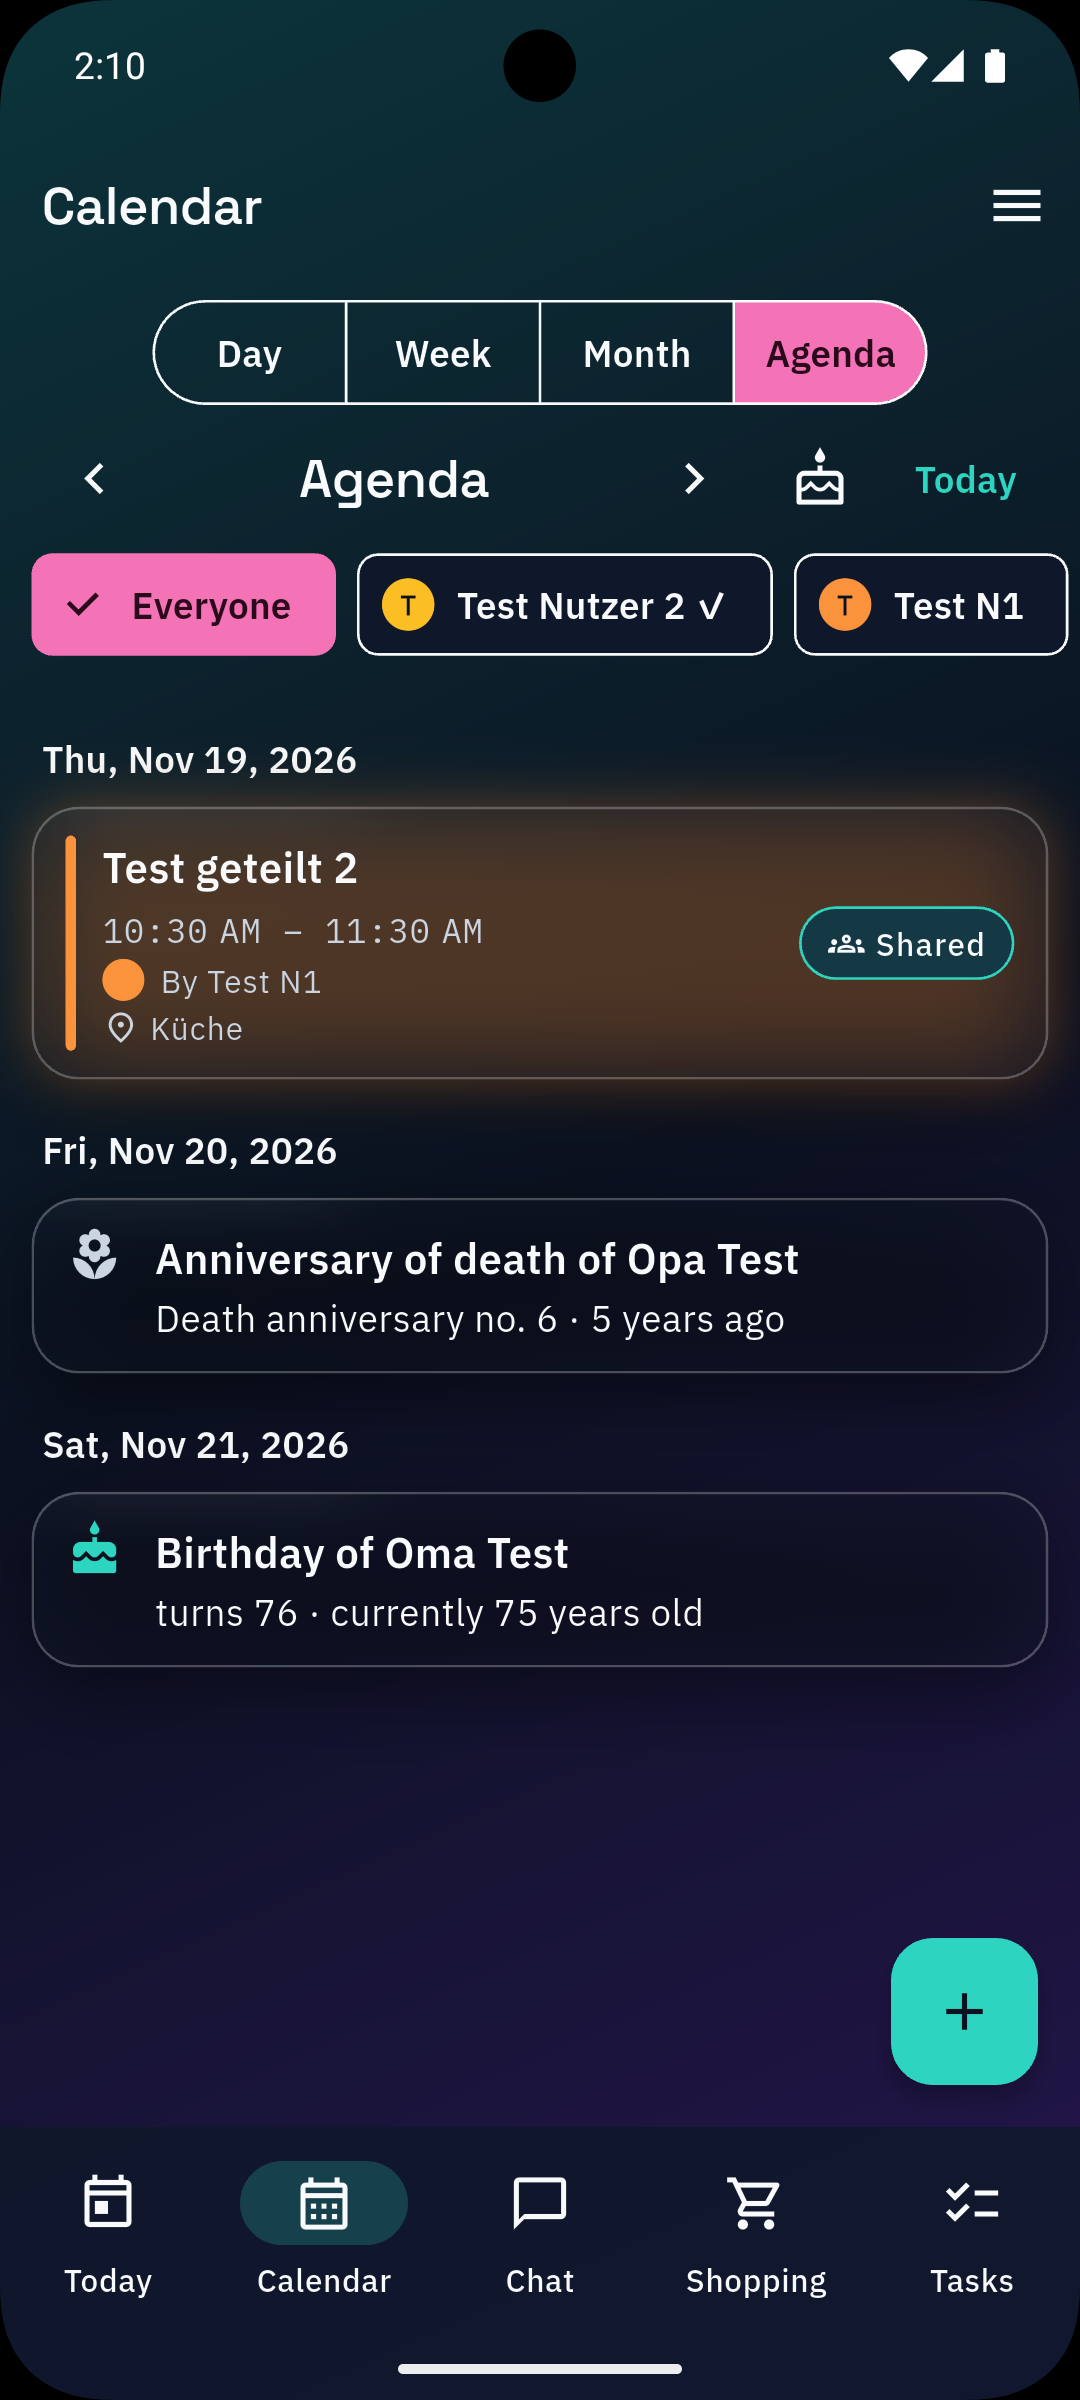 2:10
Calendar
Day Week Month Agenda
Agenda Today
Everyone T Test Nutzer 2 √ T Test N1
Thu, Nov 19, 2026
Test geteilt 2
10:30 AM – 11:30 AM
Shared
By Test N1
Küche
Fri, Nov 20, 2026
Anniversary of death of Opa Test
Death anniversary no. 6 · 5 years ago
Sat, Nov 21, 2026
Birthday of Oma Test
turns 76 · currently 75 years old
Today Calendar Chat Shopping Tasks